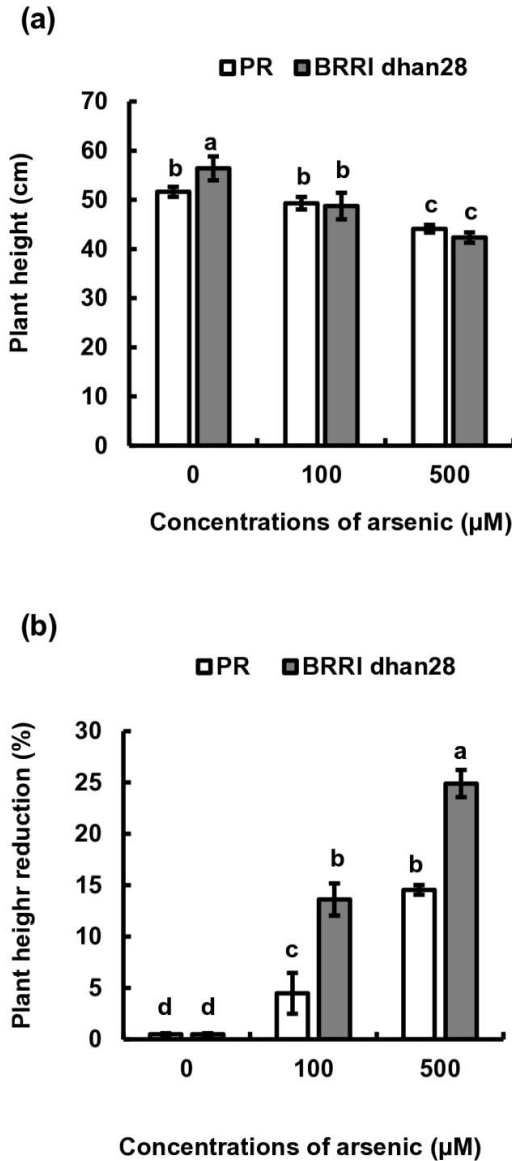 (a)
PR BRRI dhan28
Plant height (cm)
70
60
50
40
30
20
10
0
b a b b c c
0 100 500
Concentrations of arsenic (µM)
(b)
PR BRRI dhan28
Plant heighr reduction (%)
30
25
20
15
10
5
0
d d c b b a
0 100 500
Concentrations of arsenic (µM)